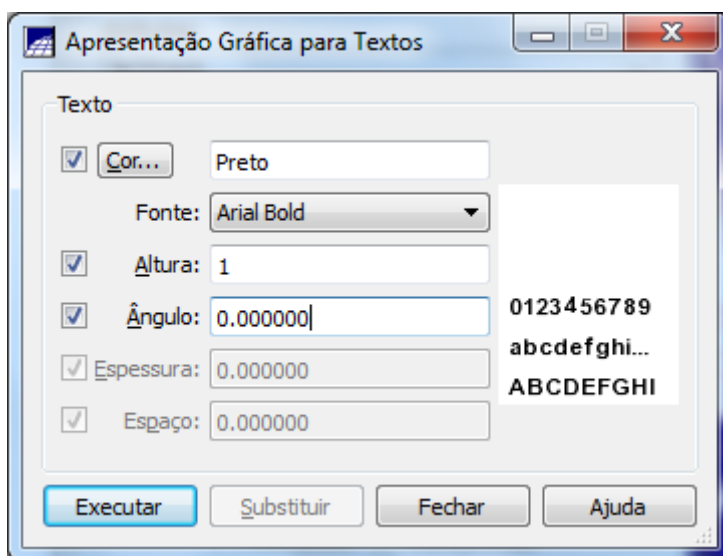 Apresentação Gráfica para Textos
Texto
Cor... Preto
Fonte: Arial Bold
Altura: 1
Ângulo: 0.000000
Espessura: 0.000000
Espaço: 0.000000
0123456789
abcdefghi...
ABCDEFGHI
Executar Substituir Fechar Ajuda